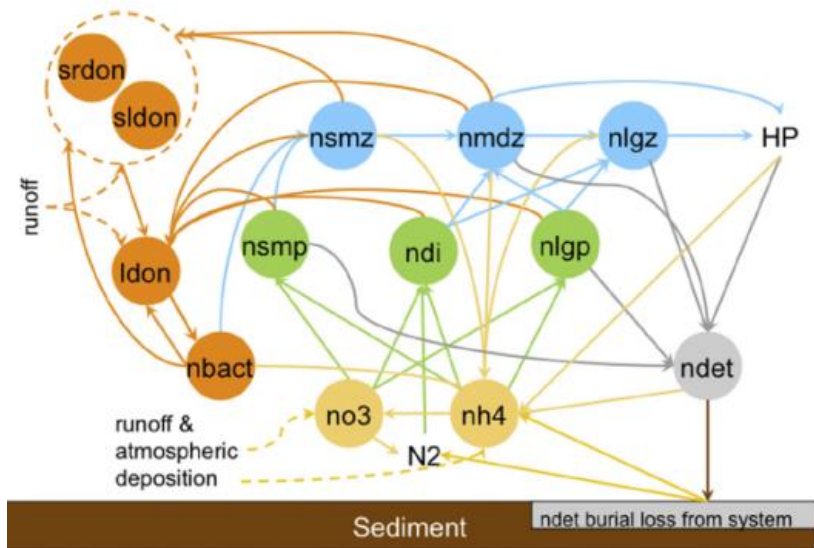 srdon
sldon
nsmz
nmdz
nlgz
HP
runoff
ldon
nsmp
ndi
nlgp
nbact
ndet
no3
nh4
N2
runoff &
atmospheric
deposition
Sediment
ndet burial loss from system